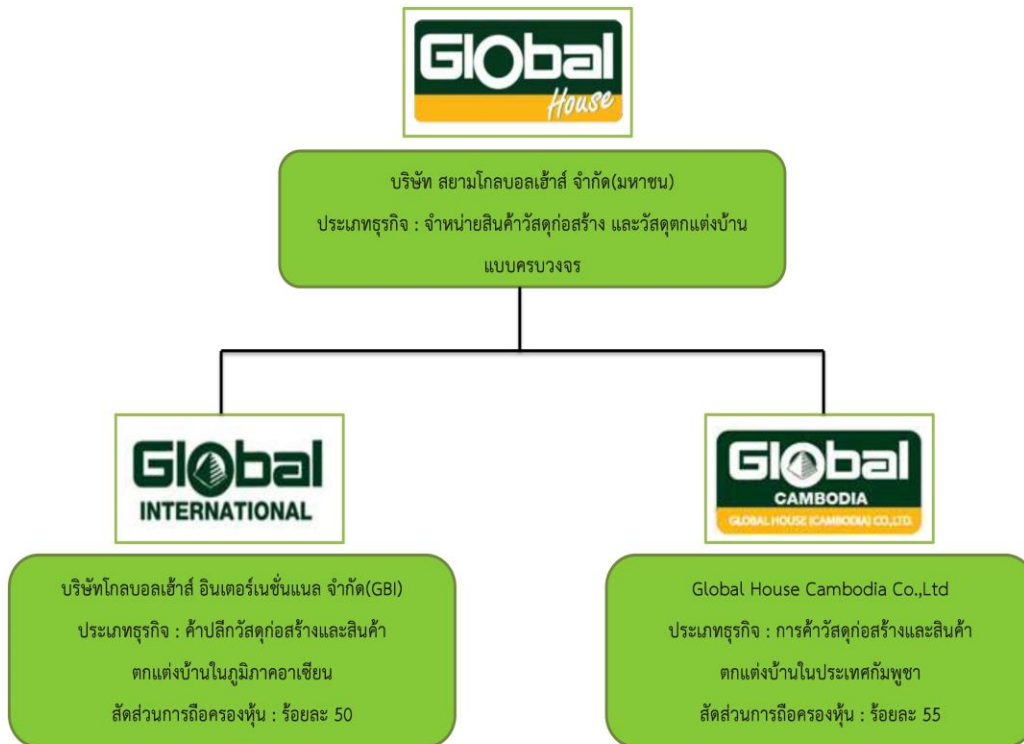 Global
House
บริษัท สยามโกลบอลเฮ้าส์ จำกัด(มหาชน)
ประเภทธุรกิจ : จำหน่ายสินค้าวัสดุก่อสร้าง และวัสดุตกแต่งบ้าน
แบบครบวงจร
Global
INTERNATIONAL
บริษัทโกลบอลเฮ้าส์ อินเตอร์เนชั่นแนล จำกัด(GBI)
ประเภทธุรกิจ : ค้าปลีกวัสดุก่อสร้างและสินค้า
ตกแต่งบ้านในภูมิภาคอาเซียน
สัดส่วนการถือครองหุ้น : ร้อยละ 50
Global
CAMBODIA
GLOBAL HOUSE (CAMBODIA) CO.,LTD.
Global House Cambodia Co.,Ltd
ประเภทธุรกิจ : การค้าวัสดุก่อสร้างและสินค้า
ตกแต่งบ้านในประเทศกัมพูชา
สัดส่วนการถือครองหุ้น : ร้อยละ 55